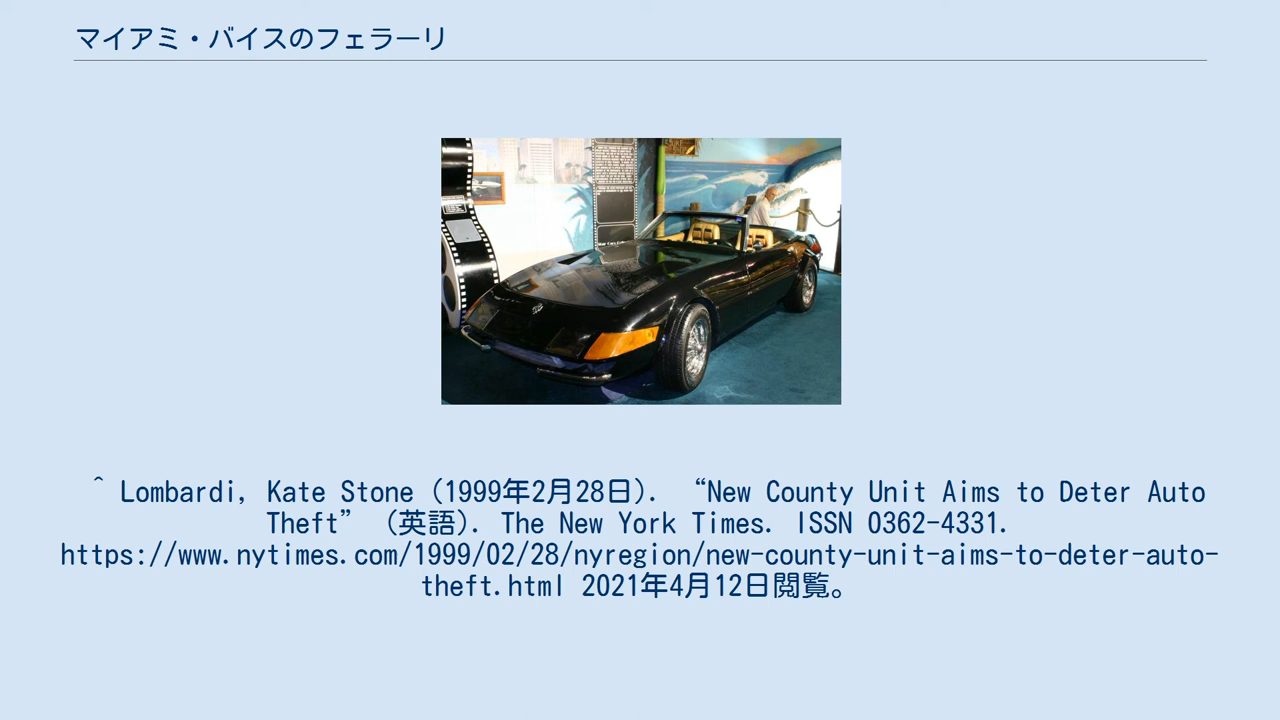 マイアミ・バイスのフェラーリ
^ Lombardi, Kate Stone (1999年2月28日). “New County Unit Aims to Deter Auto
Theft” (英語). The New York Times. ISSN 0362-4331.
https://www.nytimes.com/1999/02/28/nyregion/new-county-unit-aims-to-deter-auto-
theft.html 2021年4月12日閲覧。